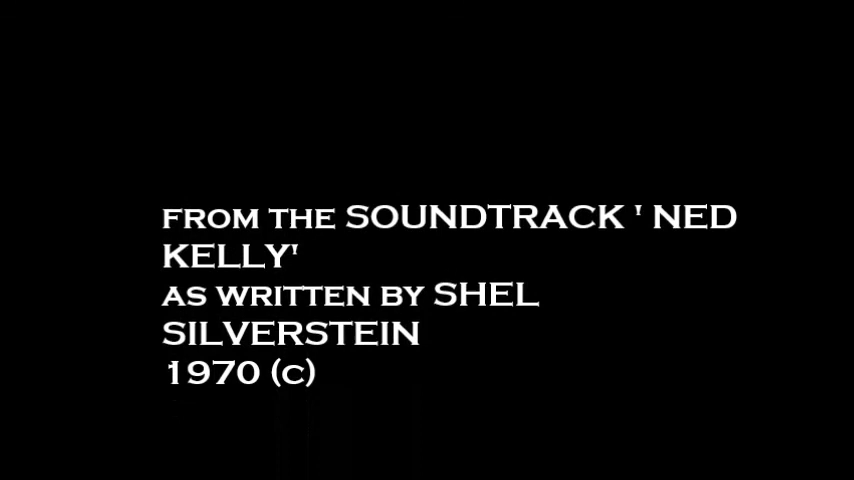 FROM THE SOUNDTRACK ' NED
KELLY'
AS WRITTEN BY SHEL
SILVERSTEIN
1970 (C)